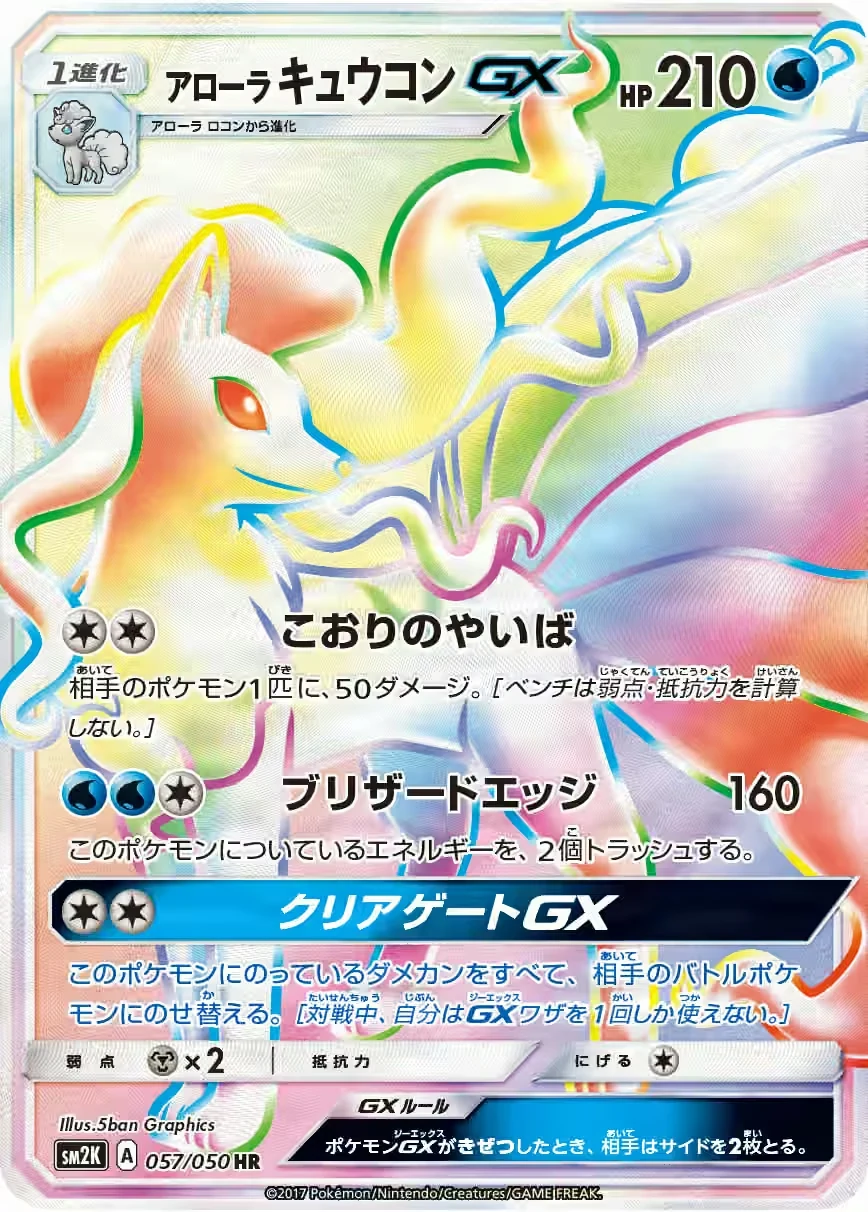 1進化
アローラ キュウコンGX HP210
アローラ ロコンから進化
こおりのやいば
相手のポケモン1匹に、50ダメージ。[ベンチは弱点・抵抗力を計算
しない。]
ブリザードエッジ 160
このポケモンについているエネルギーを、2個トラッシュする。
クリアゲートGX
このポケモンにのっているダメカンをすべて、相手のバトルポケ
モンにのせ替える。[対戦中、自分はGXワザを1回しか使えない。]
弱点 ×2 抵抗力 にげる
GXルール
ポケモンGXがきぜつしたとき、相手はサイドを2枚とる。
Illus.5ban Graphics
SM2K A 057/050 HR
©2017 Pokémon/Nintendo/Creatures/GAME FREAK.